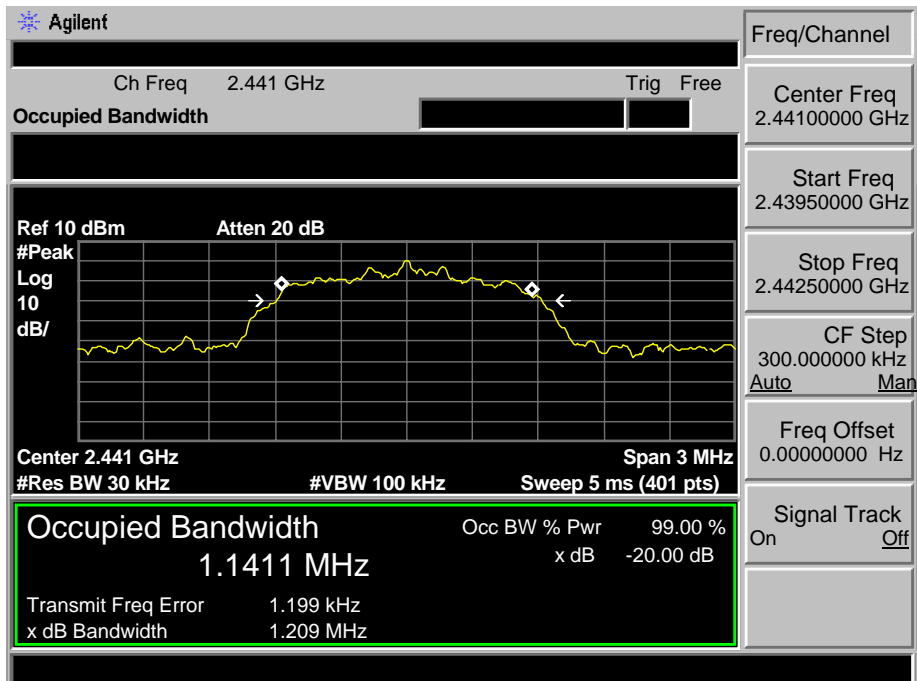 Agilent
Freq/Channel
Ch Freq 2.441 GHz Trig Free
Occupied Bandwidth
Center Freq
2.44100000 GHz
Start Freq
2.43950000 GHz
Stop Freq
2.44250000 GHz
CF Step
300.000000 kHz
Auto Man
Freq Offset
0.00000000 Hz
Signal Track
On Off
Ref 10 dBm Atten 20 dB
#Peak
Log
10
dB/
Center 2.441 GHz Span 3 MHz
#Res BW 30 kHz #VBW 100 kHz Sweep 5 ms (401 pts)
Occupied Bandwidth Occ BW % Pwr 99.00 %
1.1411 MHz x dB -20.00 dB
Transmit Freq Error 1.199 kHz
x dB Bandwidth 1.209 MHz